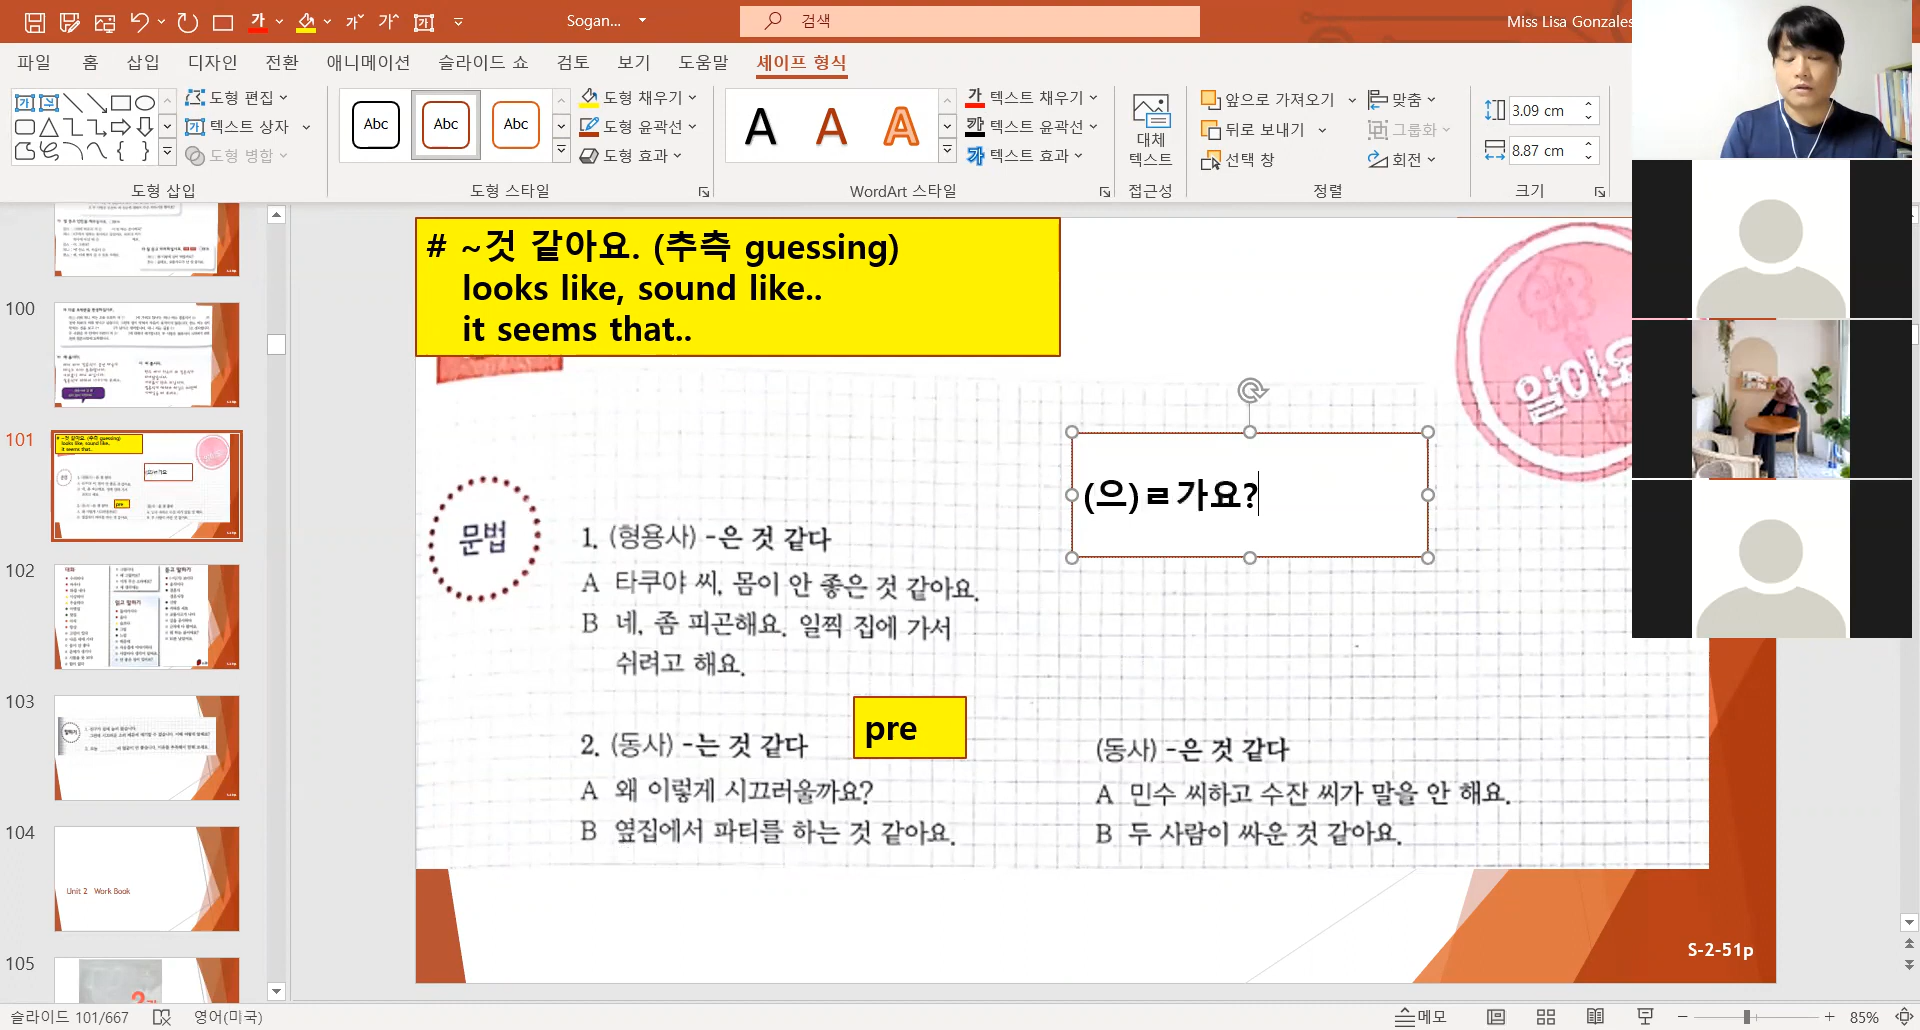 Sogan...
검색
Miss Lisa Gonzales
파일 홈 삽입 디자인 전환 애니메이션 슬라이드 쇼 검토 보기 도움말 셰이프 형식
도형 편집
텍스트 상자
도형 병합
도형 삽입
Abc Abc Abc
도형 채우기
도형 윤곽선
도형 효과
도형 스타일
A A A
텍스트 채우기
텍스트 윤곽선
텍스트 효과
WordArt 스타일
대체
텍스트
접근성
앞으로 가져오기
뒤로 보내기
선택 창
맞춤
그룹화
회전
정렬
3.09 cm
8.87 cm
크기
100
101
102
103
104
Unit 2 Work Book
105
# ~것 같아요. (추측 guessing)
looks like, sound like..
it seems that..
알아요
(으)ㄹ가요?
문법
1. (형용사) -은 것 같다
A 타쿠야 씨, 몸이 안 좋은 것 같아요.
B 네, 좀 피곤해요. 일찍 집에 가서
쉬려고 해요.
pre
2. (동사) -는 것 같다
A 왜 이렇게 시끄러울까요?
B 옆집에서 파티를 하는 것 같아요.
(동사) -은 것 같다
A 민수 씨하고 수잔 씨가 말을 안 해요.
B 두 사람이 싸운 것 같아요.
S-2-51p
슬라이드 101/667
영어(미국)
메모
85%